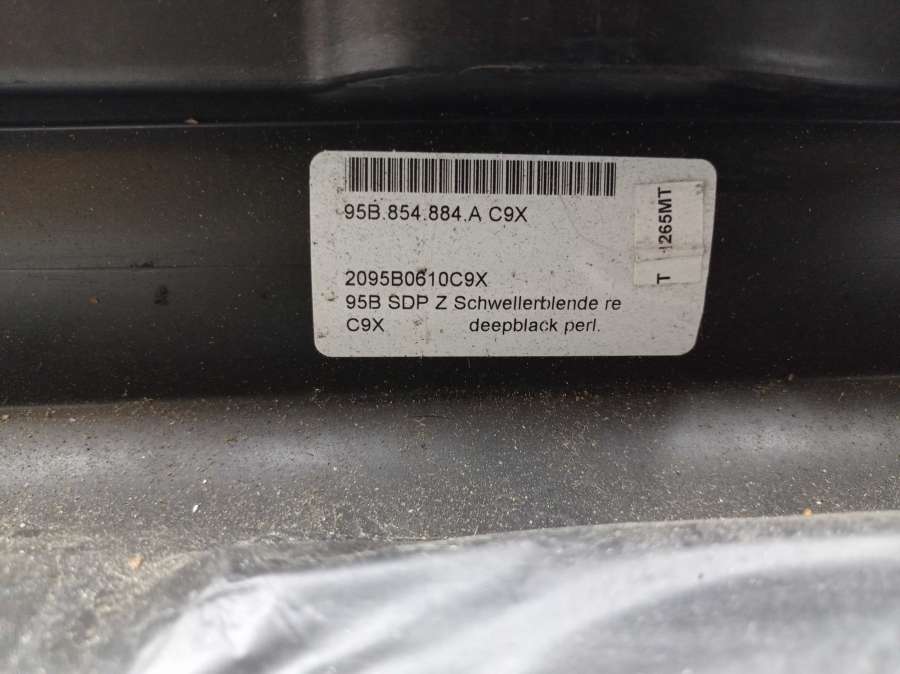 95B.854.884.A C9X
2095B0610C9X
95B SDP Z Schwellerblende re
C9X deepblack perl.
T
1265MT